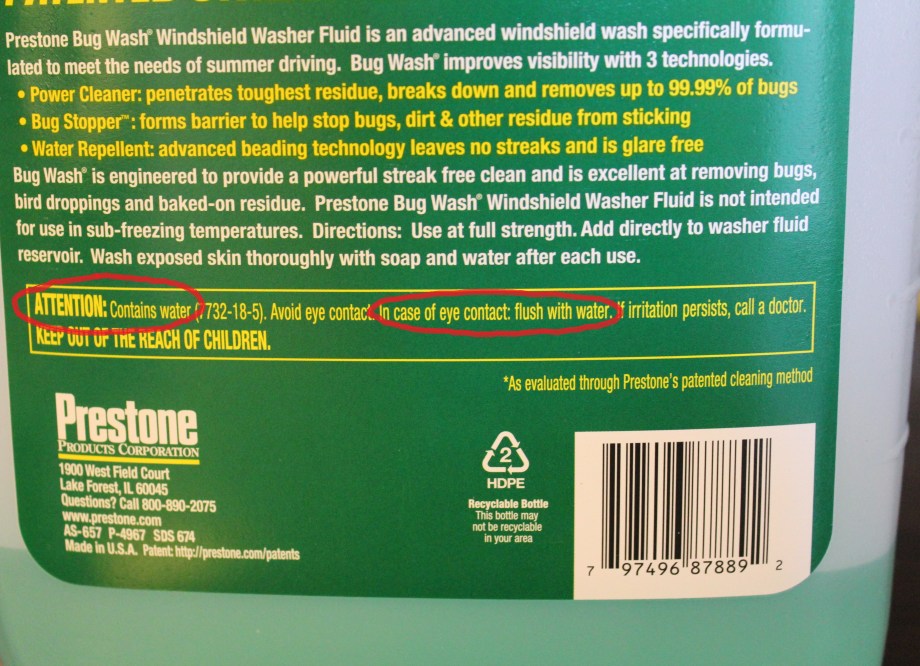 Prestone Bug Wash® Windshield Washer Fluid is an advanced windshield wash specifically formu-
lated to meet the needs of summer driving. Bug Wash® improves visibility with 3 technologies.
• Power Cleaner: penetrates toughest residue, breaks down and removes up to 99.99% of bugs
• Bug Stopper™: forms barrier to help stop bugs, dirt & other residue from sticking
• Water Repellent: advanced beading technology leaves no streaks and is glare free
Bug Wash® is engineered to provide a powerful streak free clean and is excellent at removing bugs,
bird droppings and baked-on residue. Prestone Bug Wash® Windshield Washer Fluid is not intended
for use in sub-freezing temperatures. Directions: Use at full strength. Add directly to washer fluid
reservoir. Wash exposed skin thoroughly with soap and water after each use.
ATTENTION: Contains water (7732-18-5). Avoid eye contact. In case of eye contact: flush with water. If irritation persists, call a doctor.
KEEP OUT OF THE REACH OF CHILDREN.
*As evaluated through Prestone's patented cleaning method
Prestone
PRODUCTS CORPORATION
1900 West Field Court
Lake Forest, IL 60045
Questions? Call 800-890-2075
www.prestone.com
AS-657 P-4967 SDS 674
Made in U.S.A. Patent: http://prestone.com/patents
2
HDPE
Recyclable Bottle
This bottle may
not be recyclable
in your area
7 97496 87889 2